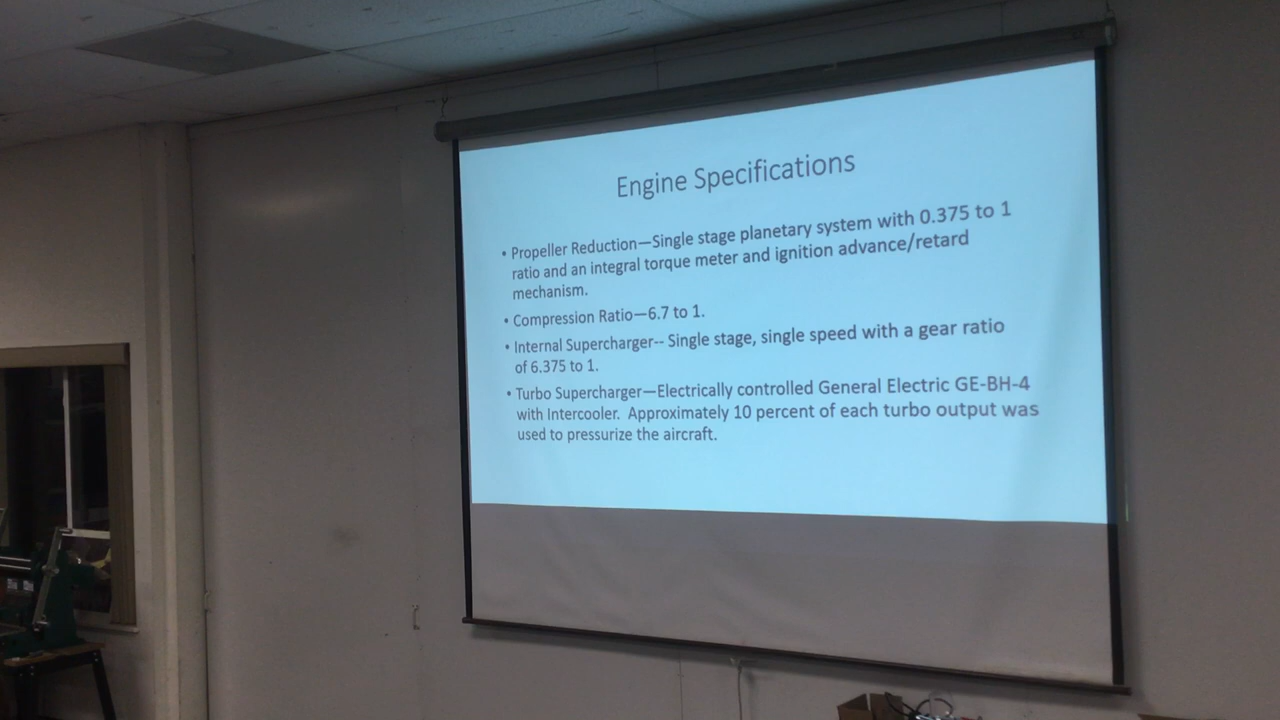 Engine Specifications
• Propeller Reduction—Single stage planetary system with 0.375 to 1
ratio and an integral torque meter and ignition advance/retard
mechanism.
• Compression Ratio—6.7 to 1.
• Internal Supercharger-- Single stage, single speed with a gear ratio
of 6.375 to 1.
• Turbo Supercharger—Electrically controlled General Electric GE-BH-4
with Intercooler. Approximately 10 percent of each turbo output was
used to pressurize the aircraft.